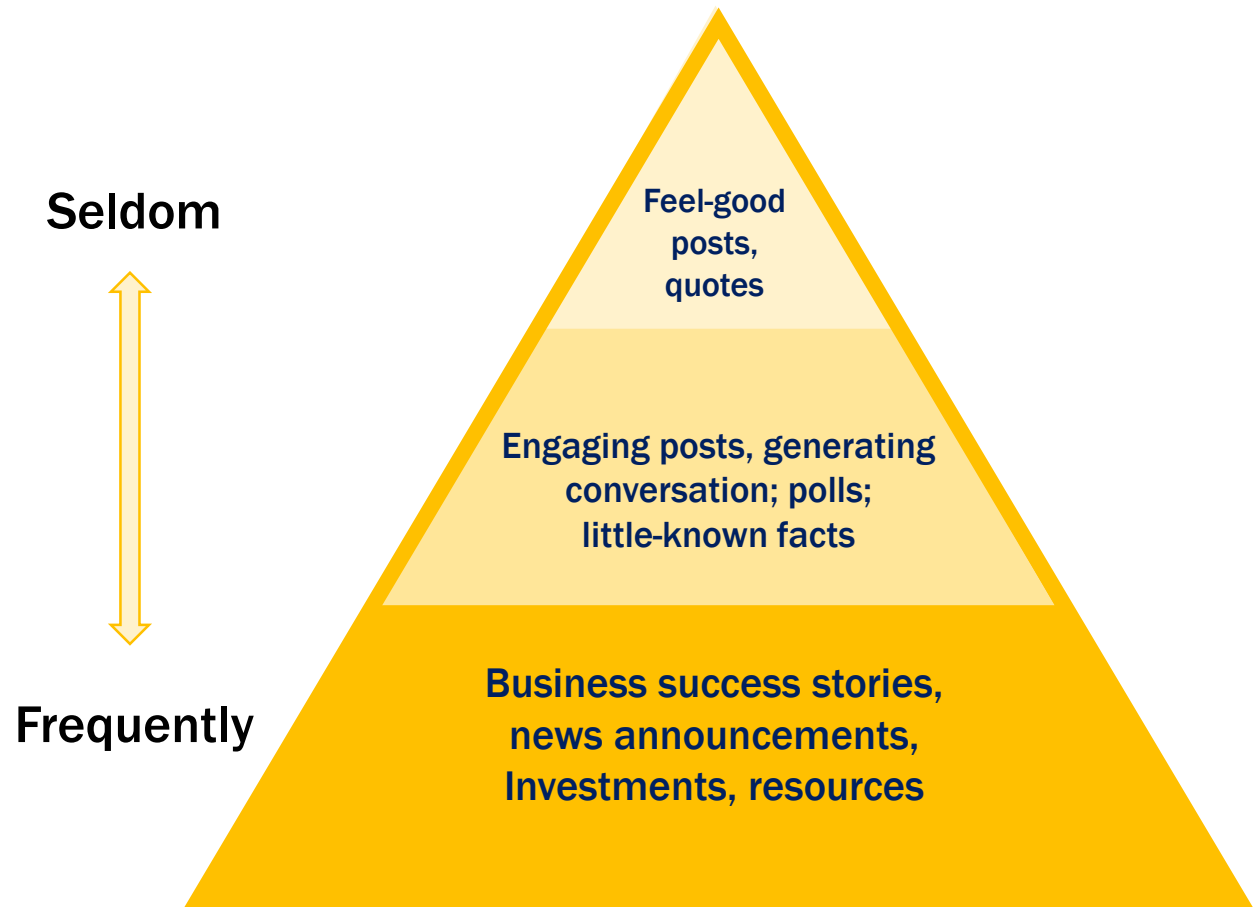 Seldom
Feel-good
posts,
quotes
Engaging posts, generating
conversation; polls;
little-known facts
Frequently
Business success stories,
news announcements,
Investments, resources